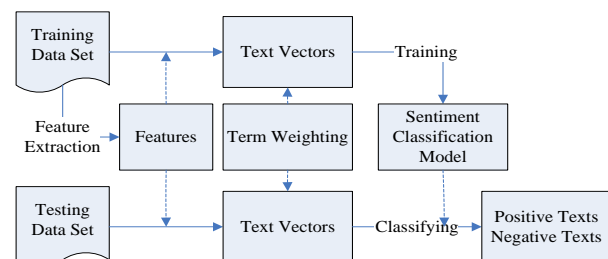 Training
Data Set
Text Vectors
Training
Feature
Extraction
Features
Term Weighting
Sentiment
Classification
Model
Testing
Data Set
Text Vectors
Classifying
Positive Texts
Negative Texts